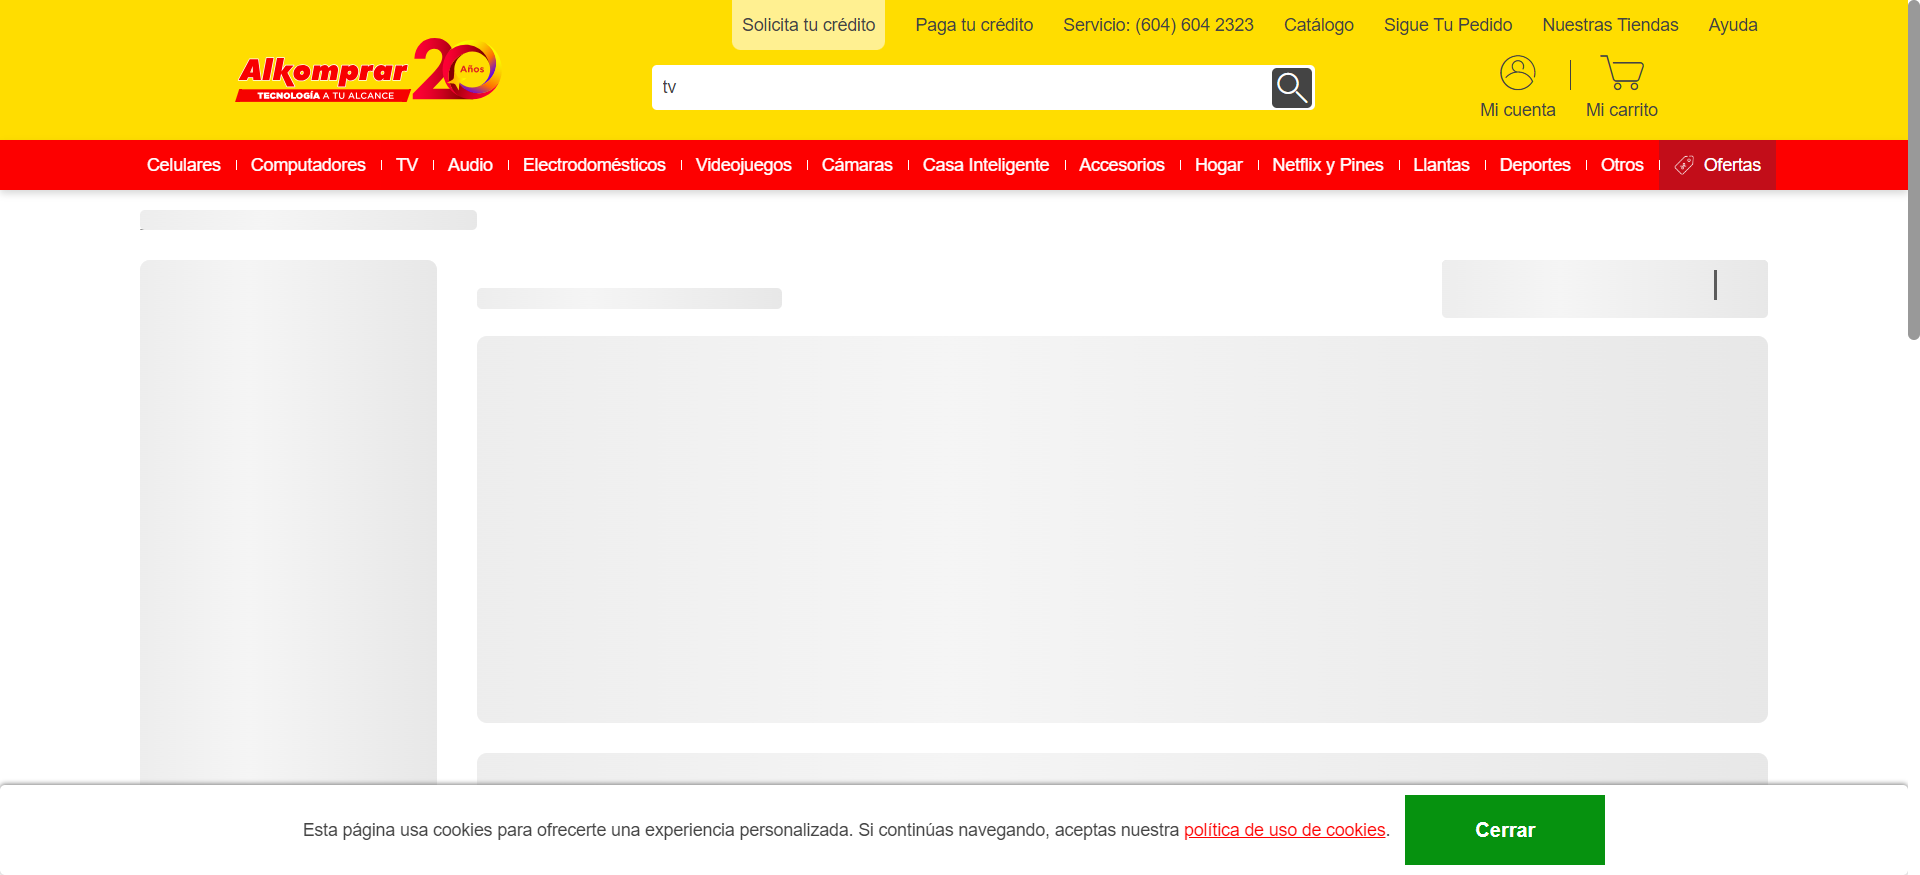 Solicita tu crédito
Paga tu crédito
Servicio: (604) 604 2323
Catálogo
Sigue Tu Pedido
Nuestras Tiendas
Ayuda
Alkomprar 20 Años
TECNOLOGÍA A TU ALCANCE
tv
Mi cuenta
Mi carrito
Celulares
Computadores
TV
Audio
Electrodomésticos
Videojuegos
Cámaras
Casa Inteligente
Accesorios
Hogar
Netflix y Pines
Llantas
Deportes
Otros
Ofertas
Esta página usa cookies para ofrecerte una experiencia personalizada. Si continúas navegando, aceptas nuestra política de uso de cookies.
Cerrar